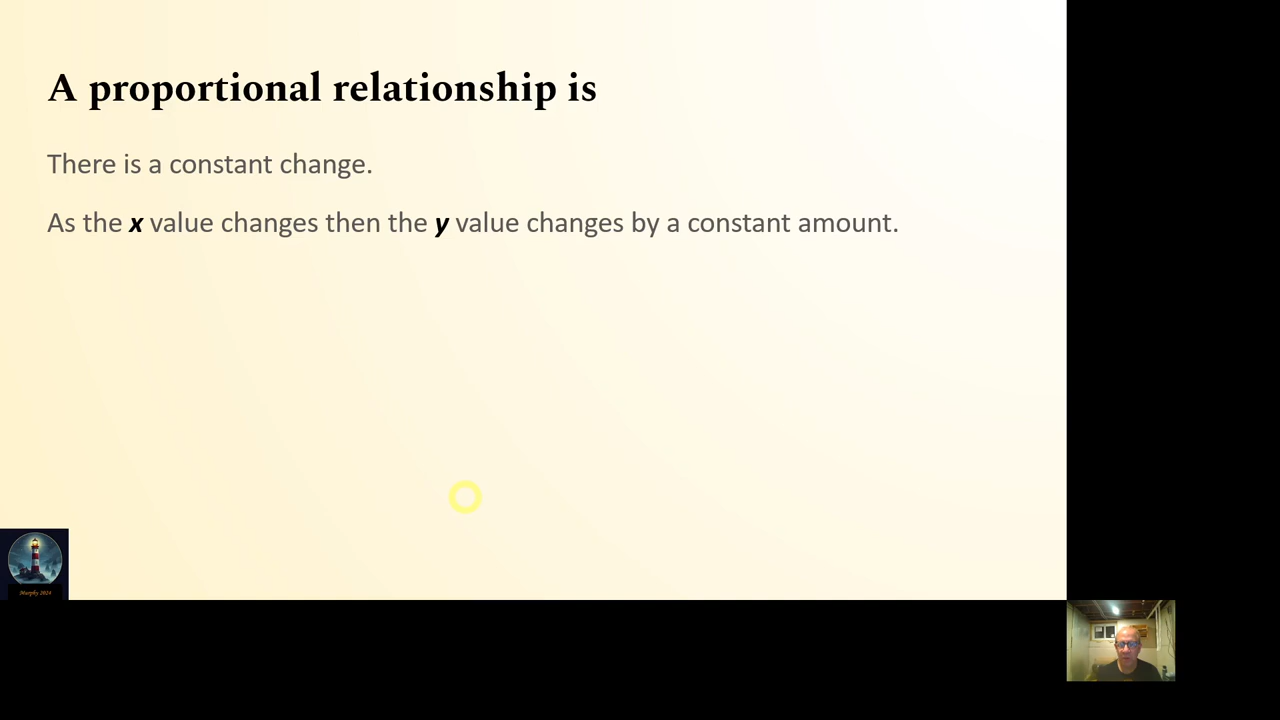 A proportional relationship is
There is a constant change.
As the x value changes then the y value changes by a constant amount.
Murphy 2024